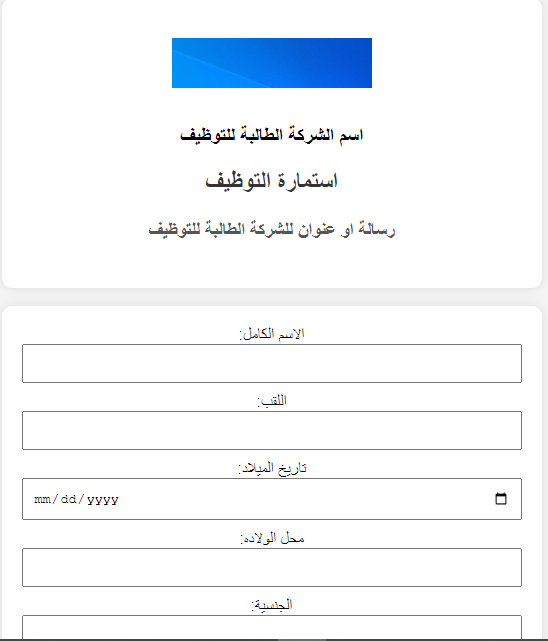 اسم الشركة الطالبة للتوظيف
استمارة التوظيف
رسالة او عنوان للشركة الطالبة للتوظيف
الاسم الكامل:
اللقب:
تاريخ الميلاد:
mm/dd/yyyy
محل الولاده:
الجنسية: